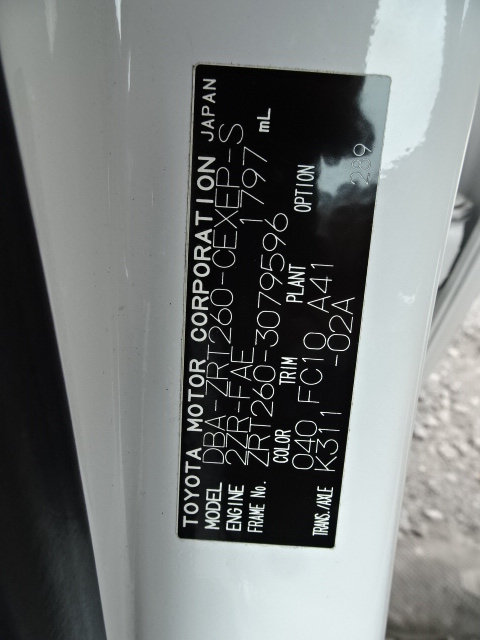 TOYOTA MOTOR CORPORATION JAPAN
MODEL DBA-ZRT260-CEXEP-S
ENGINE 2ZR-FAE 1797 mL
FRAME No. ZRT260-3079596
COLOR TRIM PLANT OPTION
040 FC10 A41 289
TRANS./AXLE K311 -02A